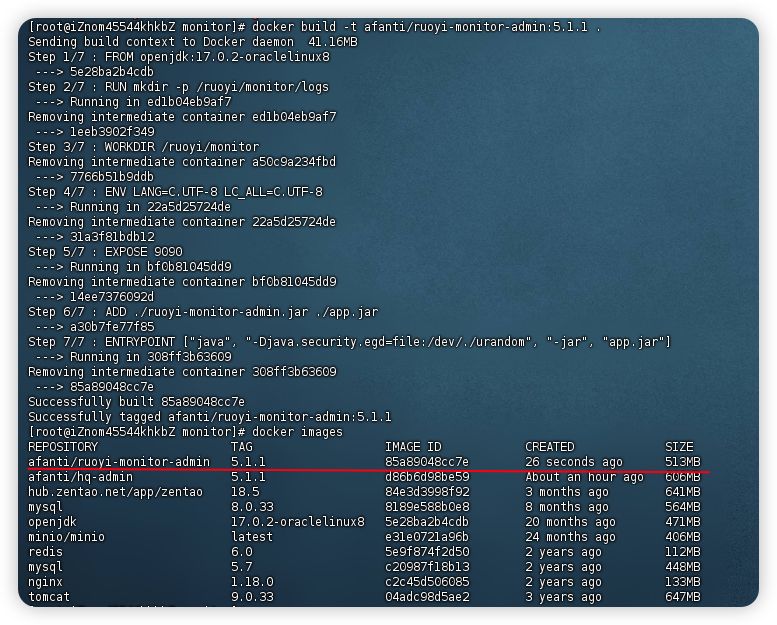 [root@iZnom45544khkbZ monitor]# docker build -t afanti/ruoyi-monitor-admin:5.1.1 .
Sending build context to Docker daemon  41.16MB
Step 1/7 : FROM openjdk:17.0.2-oraclelinux8
 ---> 5e28ba2b4cdb
Step 2/7 : RUN mkdir -p /ruoyi/monitor/logs
 ---> Running in ed1b04eb9af7
Removing intermediate container ed1b04eb9af7
 ---> 1eeb3902f349
Step 3/7 : WORKDIR /ruoyi/monitor
Removing intermediate container a50c9a234fbd
 ---> 7766b51b9ddb
Step 4/7 : ENV LANG=C.UTF-8 LC_ALL=C.UTF-8
 ---> Running in 22a5d25724de
Removing intermediate container 22a5d25724de
 ---> 31a3f81bdb12
Step 5/7 : EXPOSE 9090
 ---> Running in bf0b81045dd9
Removing intermediate container bf0b81045dd9
 ---> 14ee7376092d
Step 6/7 : ADD ./ruoyi-monitor-admin.jar ./app.jar
 ---> a30b7fe77f85
Step 7/7 : ENTRYPOINT ["java", "-Djava.security.egd=file:/dev/./urandom", "-jar", "app.jar"]
 ---> Running in 308ff3b63609
Removing intermediate container 308ff3b63609
 ---> 85a89048cc7e
Successfully built 85a89048cc7e
Successfully tagged afanti/ruoyi-monitor-admin:5.1.1
[root@iZnom45544khkbZ monitor]# docker images
REPOSITORY TAG IMAGE ID CREATED SIZE
afanti/ruoyi-monitor-admin 5.1.1 85a89048cc7e 26 seconds ago 513MB
afanti/hq-admin 5.1.1 d86b6d98be59 About an hour ago 606MB
hub.zentao.net/app/zentao 18.5 84e3d3998f92 3 months ago 641MB
mysql 8.0.33 8189e588b0e8 8 months ago 564MB
openjdk 17.0.2-oraclelinux8 5e28ba2b4cdb 20 months ago 471MB
minio/minio latest e31e0721a96b 24 months ago 406MB
redis 6.0 5e9f874f2d50 2 years ago 112MB
mysql 5.7 c20987f18b13 2 years ago 448MB
nginx 1.18.0 c2c45d506085 2 years ago 133MB
tomcat 9.0.33 04adc98d5ae2 3 years ago 647MB